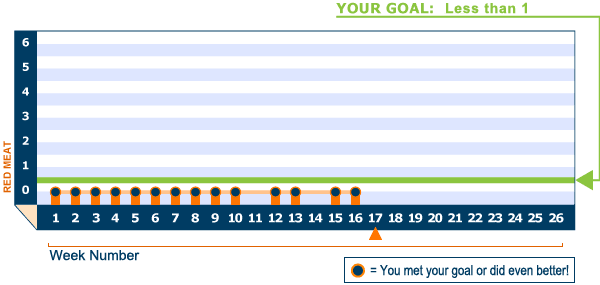 YOUR GOAL: Less than 1
6
5
4
3
2
1
0
RED MEAT
1 2 3 4 5 6 7 8 9 10 11 12 13 14 15 16 17 18 19 20 21 22 23 24 25 26
Week Number
= You met your goal or did even better!